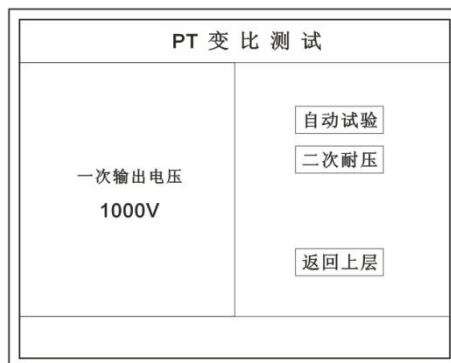 PT 变比测试
一次输出电压
1000V
自动试验
二次耐压
返回上层